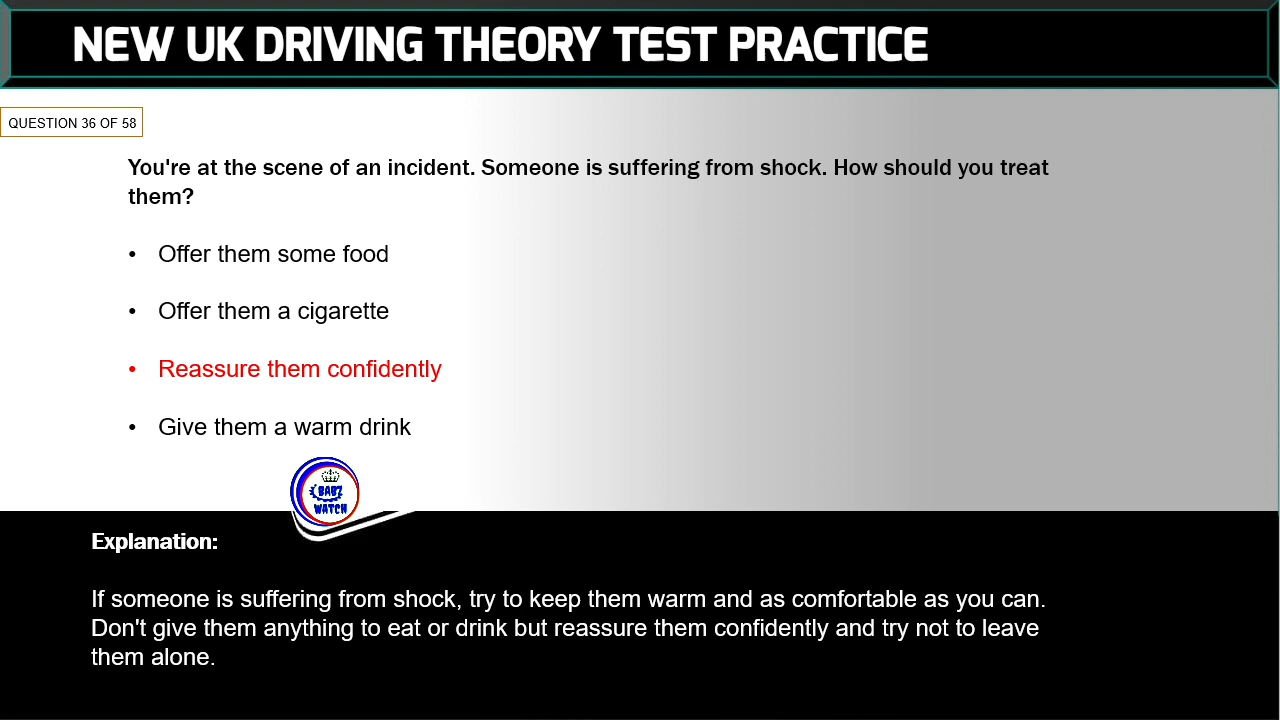 NEW UK DRIVING THEORY TEST PRACTICE
QUESTION 36 OF 58
You're at the scene of an incident. Someone is suffering from shock. How should you treat
them?
• Offer them some food
• Offer them a cigarette
• Reassure them confidently
• Give them a warm drink
BABZ
WATCH
Explanation:
If someone is suffering from shock, try to keep them warm and as comfortable as you can.
Don't give them anything to eat or drink but reassure them confidently and try not to leave
them alone.